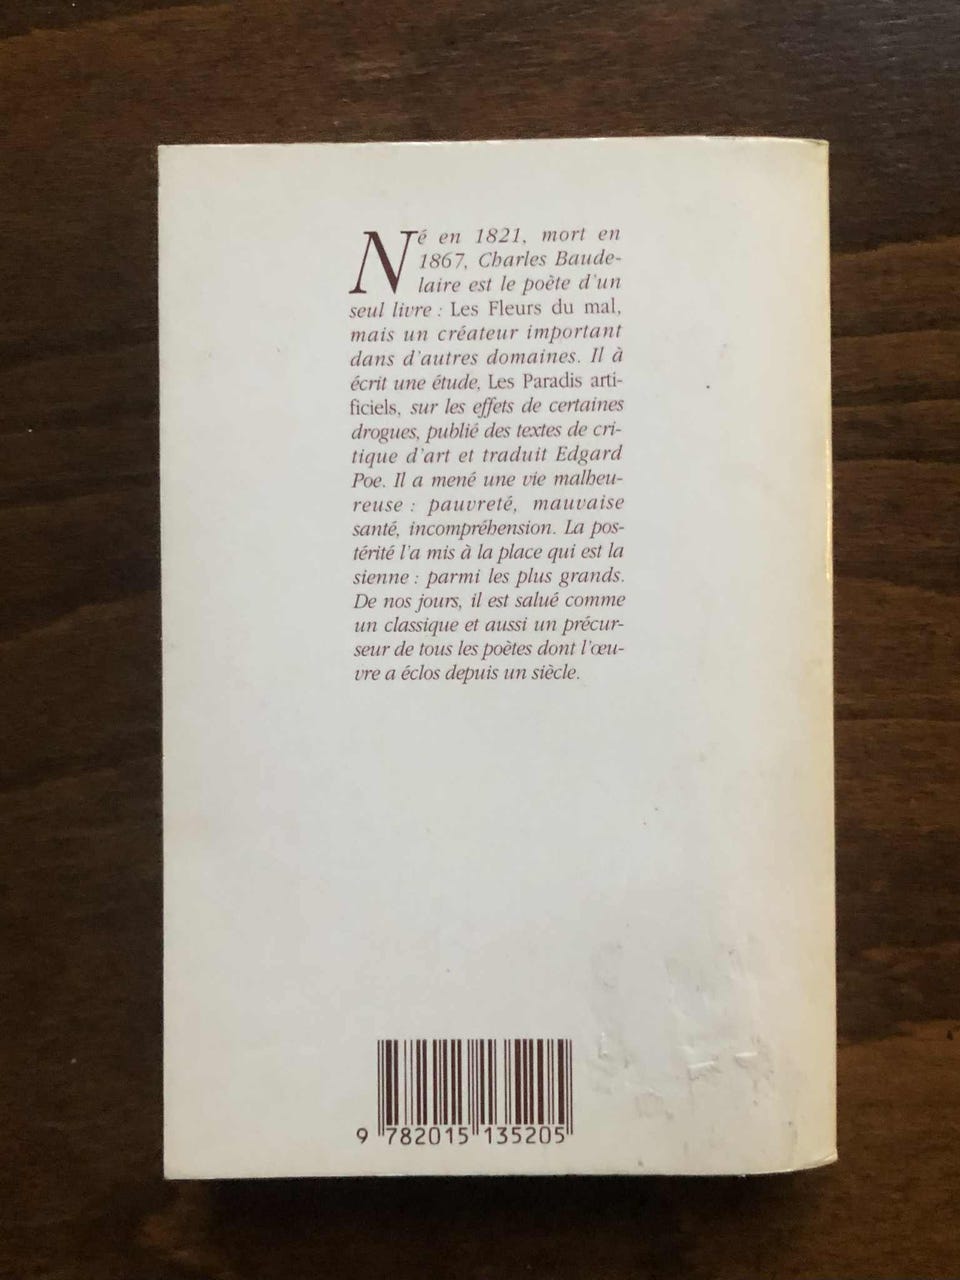 Né en 1821, mort en
1867, Charles Baude-
laire est le poète d'un
seul livre : Les Fleurs du mal,
mais un créateur important
dans d'autres domaines. Il à
écrit une étude, Les Paradis arti-
ficiels, sur les effets de certaines
drogues, publié des textes de cri-
tique d'art et traduit Edgard
Poe. Il a mené une vie malheu-
reuse : pauvreté, mauvaise
santé, incompréhension. La pos-
térité l'a mis à la place qui est la
sienne : parmi les plus grands.
De nos jours, il est salué comme
un classique et aussi un précur-
seur de tous les poètes dont l'œu-
vre a éclos depuis un siècle.
9 782015 135205